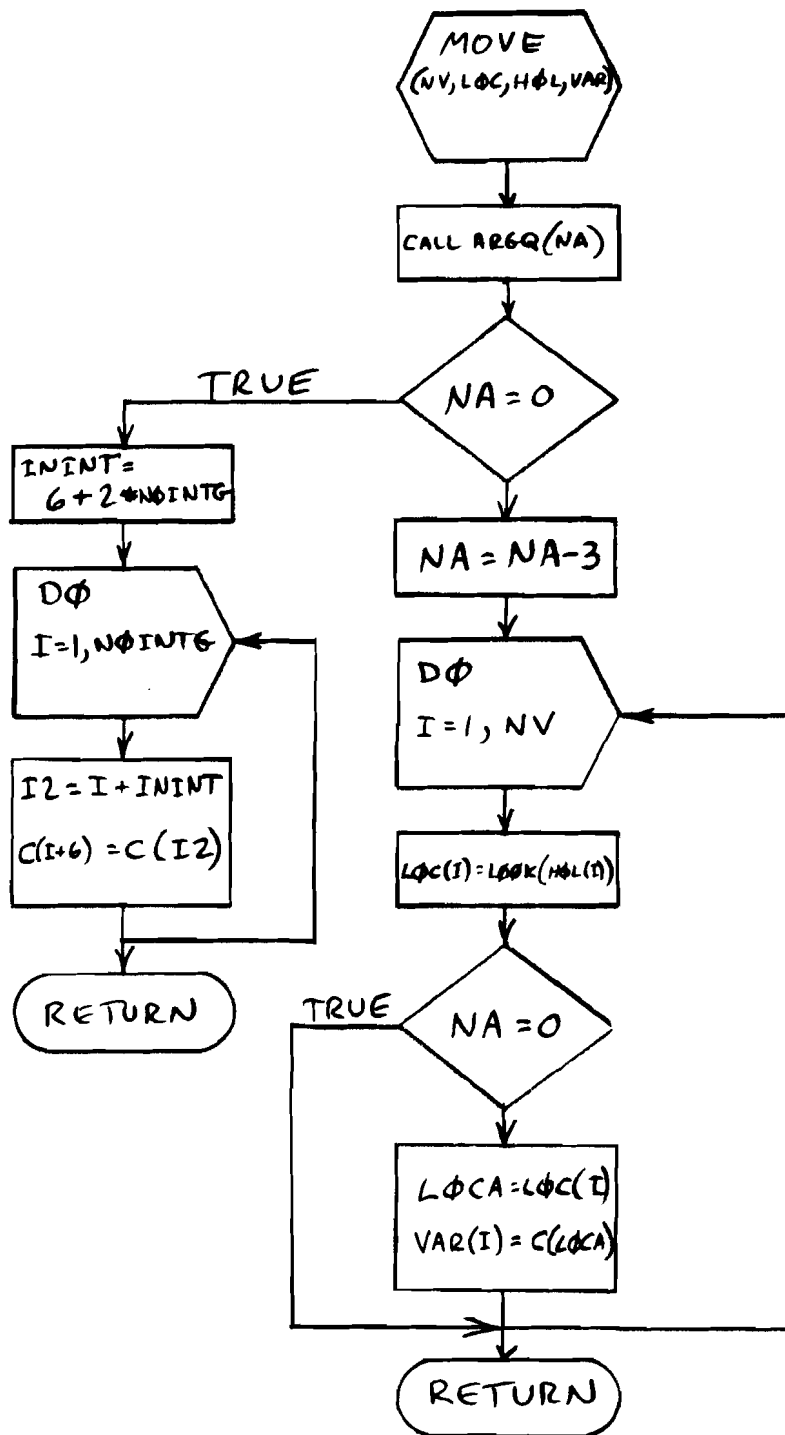 MOVE
(NV, LØC, HØL, VAR)
CALL ARGQ(NA)
NA = 0
TRUE
ININT =
6 + 2 * NØINTG
DØ
I = 1, NØINTG
I2 = I + ININT
C(I+6) = C(I2)
RETURN
NA = NA-3
DØ
I = 1, NV
LØC(I) = LØØK(HØL(I))
NA = 0
TRUE
LØCA = LØC(I)
VAR(I) = C(LØCA)
RETURN